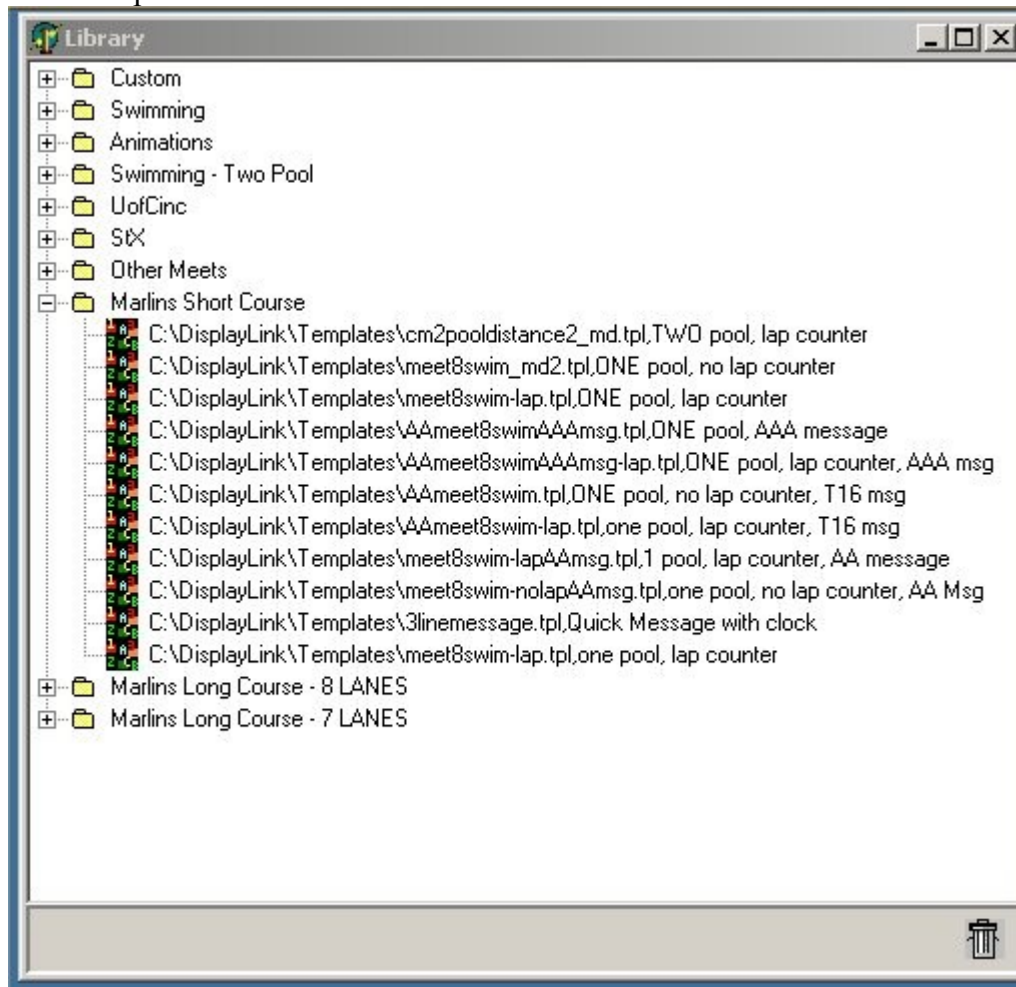 Library
Custom
Swimming
Animations
Swimming - Two Pool
UofCinc
StX
Other Meets
Marlins Short Course
C:\DisplayLink\Templates\cm2pooldistance2_md.tpl,TWO pool, lap counter
C:\DisplayLink\Templates\meet8swim_md2.tpl,ONE pool, no lap counter
C:\DisplayLink\Templates\meet8swim-lap.tpl,ONE pool, lap counter
C:\DisplayLink\Templates\AAmeet8swimAAAmsg.tpl,ONE pool, AAA message
C:\DisplayLink\Templates\AAmeet8swimAAAmsg-lap.tpl,ONE pool, lap counter, AAA msg
C:\DisplayLink\Templates\AAmeet8swim.tpl,ONE pool, no lap counter, T16 msg
C:\DisplayLink\Templates\AAmeet8swim-lap.tpl,one pool, lap counter, T16 msg
C:\DisplayLink\Templates\meet8swim-lapAAmsg.tpl,1 pool, lap counter, AA message
C:\DisplayLink\Templates\meet8swim-nolapAAmsg.tpl,one pool, no lap counter, AA Msg
C:\DisplayLink\Templates\3linemessage.tpl,Quick Message with clock
C:\DisplayLink\Templates\meet8swim-lap.tpl,one pool, lap counter
Marlins Long Course - 8 LANES
Marlins Long Course - 7 LANES